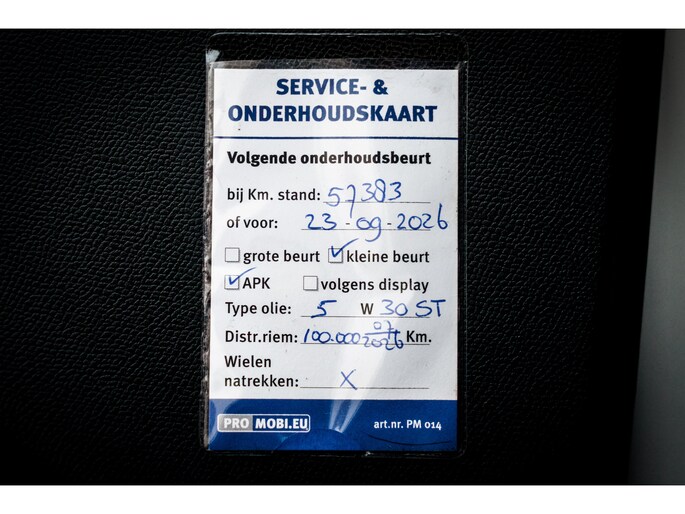 SERVICE- &
ONDERHOUDSKAART
Volgende onderhoudsbeurt
bij Km. stand: 57383
of voor: 23-09-2026
grote beurt kleine beurt
APK volgens display
Type olie: 5 W 30 ST
07
Distr.riem: 100.000 2026 Km.
Wielen
natrekken: X
PRO MOBI.EU art.nr. PM 014